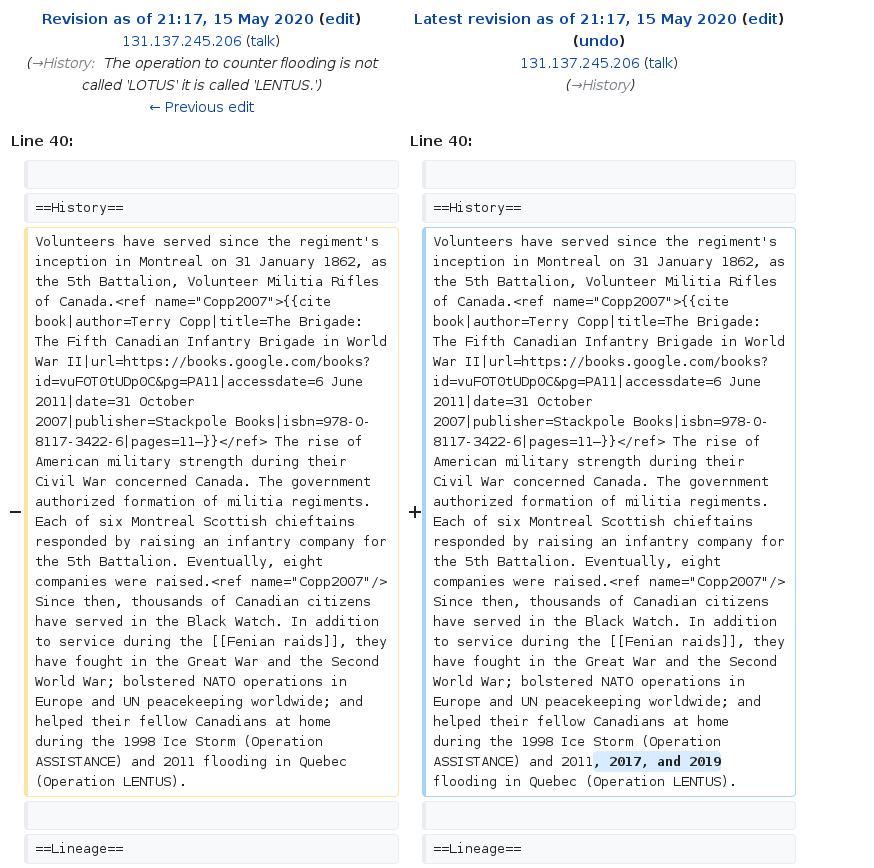 Revision as of 21:17, 15 May 2020 (edit)
131.137.245.206 (talk)
(→History:  The operation to counter flooding is not
called 'LOTUS' it is called 'LENTUS.')
← Previous edit
Latest revision as of 21:17, 15 May 2020 (edit)
(undo)
131.137.245.206 (talk)
(→History)
Line 40:
Line 40:
==History==
==History==
−
Volunteers have served since the regiment's
inception in Montreal on 31 January 1862, as
the 5th Battalion, Volunteer Militia Rifles
of Canada.<ref name="Copp2007">{{cite
book|author=Terry Copp|title=The Brigade:
The Fifth Canadian Infantry Brigade in World
War II|url=https://books.google.com/books?
id=vuFOT0tUDp0C&pg=PA11|accessdate=6 June
2011|date=31 October
2007|publisher=Stackpole Books|isbn=978-0-
8117-3422-6|pages=11–}}</ref> The rise of
American military strength during their
Civil War concerned Canada. The government
authorized formation of militia regiments.
Each of six Montreal Scottish chieftains
responded by raising an infantry company for
the 5th Battalion. Eventually, eight
companies were raised.<ref name="Copp2007"/>
Since then, thousands of Canadian citizens
have served in the Black Watch. In addition
to service during the [[Fenian raids]], they
have fought in the Great War and the Second
World War; bolstered NATO operations in
Europe and UN peacekeeping worldwide; and
helped their fellow Canadians at home
during the 1998 Ice Storm (Operation
ASSISTANCE) and 2011 flooding in Quebec
(Operation LENTUS).
+
Volunteers have served since the regiment's
inception in Montreal on 31 January 1862, as
the 5th Battalion, Volunteer Militia Rifles
of Canada.<ref name="Copp2007">{{cite
book|author=Terry Copp|title=The Brigade:
The Fifth Canadian Infantry Brigade in World
War II|url=https://books.google.com/books?
id=vuFOT0tUDp0C&pg=PA11|accessdate=6 June
2011|date=31 October
2007|publisher=Stackpole Books|isbn=978-0-
8117-3422-6|pages=11–}}</ref> The rise of
American military strength during their
Civil War concerned Canada. The government
authorized formation of militia regiments.
Each of six Montreal Scottish chieftains
responded by raising an infantry company for
the 5th Battalion. Eventually, eight
companies were raised.<ref name="Copp2007"/>
Since then, thousands of Canadian citizens
have served in the Black Watch. In addition
to service during the [[Fenian raids]], they
have fought in the Great War and the Second
World War; bolstered NATO operations in
Europe and UN peacekeeping worldwide; and
helped their fellow Canadians at home
during the 1998 Ice Storm (Operation
ASSISTANCE) and 2011, 2017, and 2019
flooding in Quebec (Operation LENTUS).
==Lineage==
==Lineage==